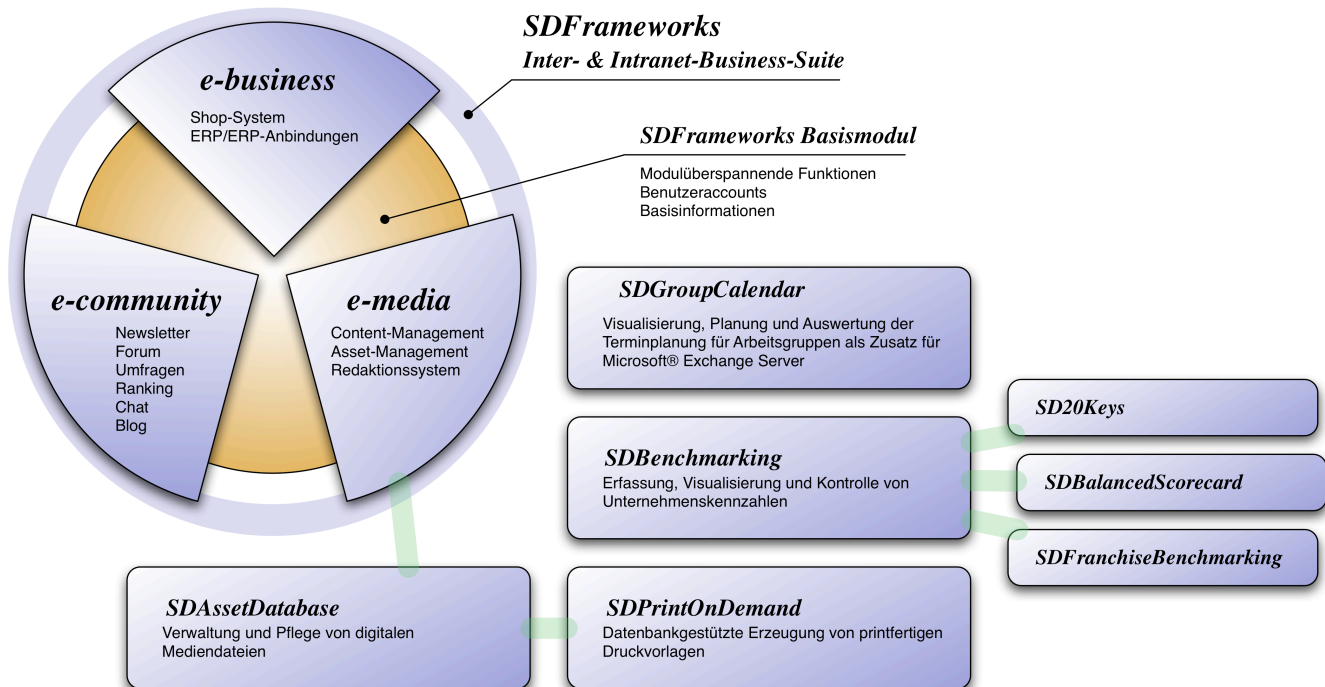 SDFrameworks
Inter- & Intranet-Business-Suite
e-business
Shop-System
ERP/ERP-Anbindungen
SDFrameworks Basismodul
Modulüberspannende Funktionen
Benutzeraccounts
Basisinformationen
e-community
Newsletter
Forum
Umfragen
Ranking
Chat
Blog
e-media
Content-Management
Asset-Management
Redaktionssystem
SDGroupCalendar
Visualisierung, Planung und Auswertung der
Terminplanung für Arbeitsgruppen als Zusatz für
Microsoft® Exchange Server
SDBenchmarking
Erfassung, Visualisierung und Kontrolle von
Unternehmenskennzahlen
SD20Keys
SDBalancedScorecard
SDFranchiseBenchmarking
SDAssetDatabase
Verwaltung und Pflege von digitalen
Mediendateien
SDPrintOnDemand
Datenbankgestützte Erzeugung von printfertigen
Druckvorlagen